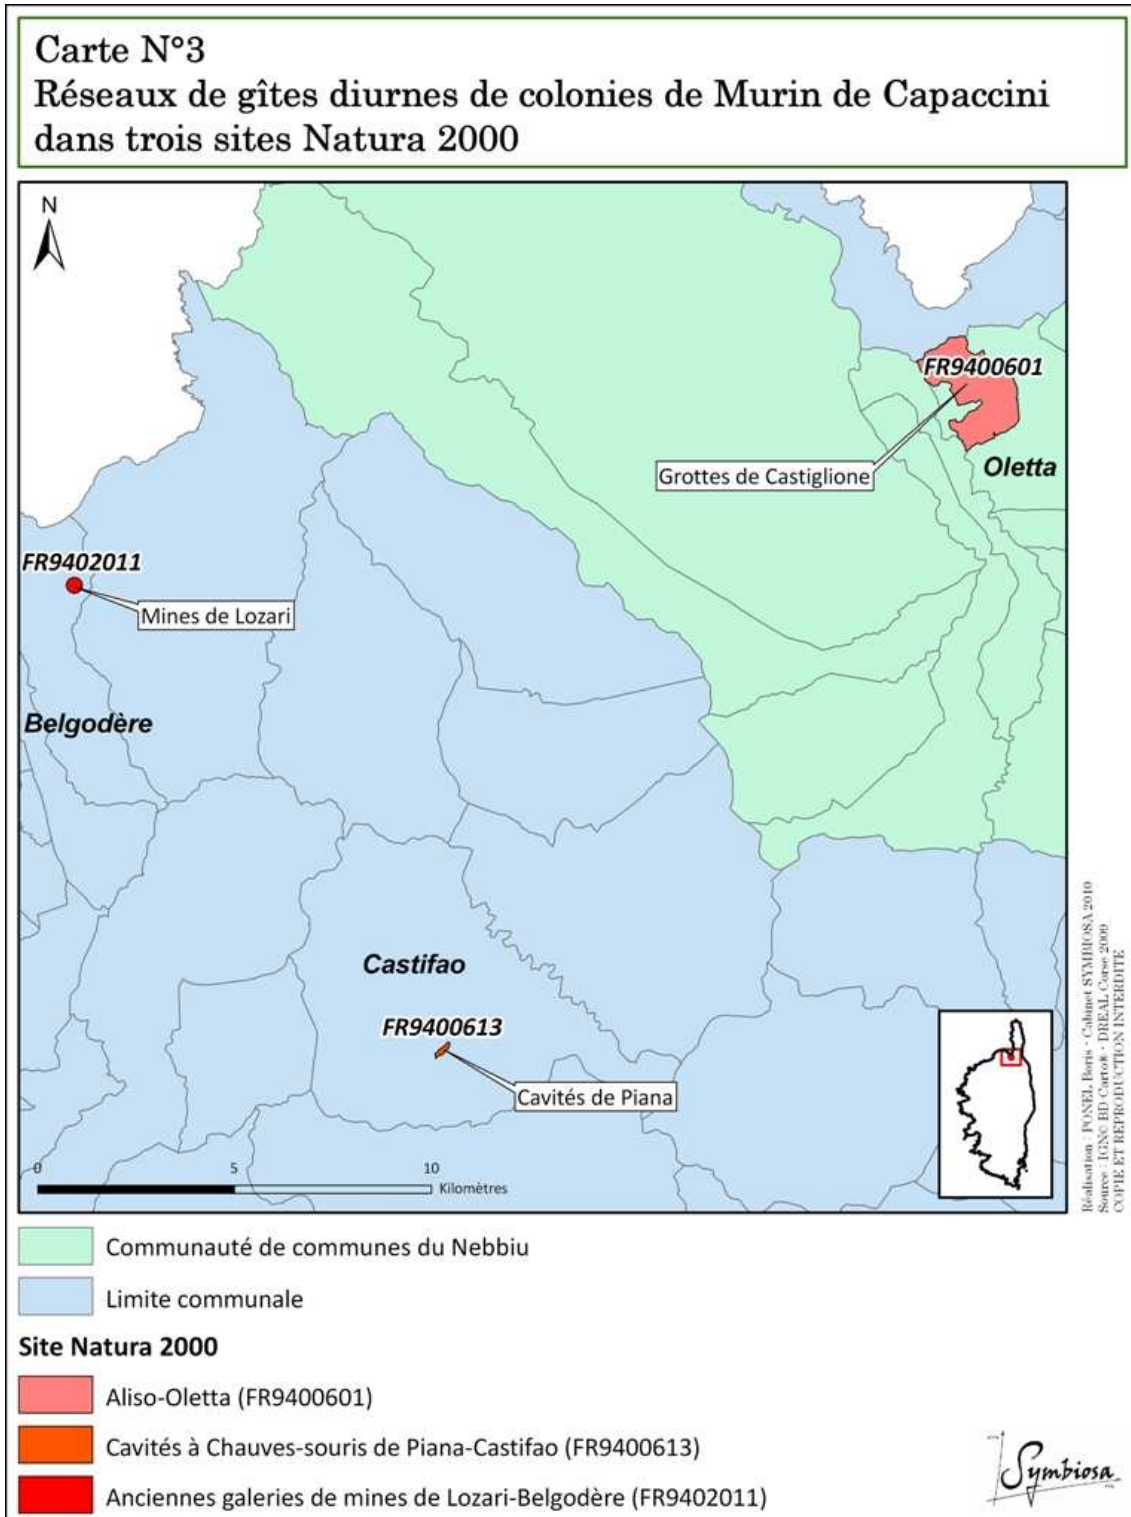 Carte N°3
Réseaux de gîtes diurnes de colonies de Murin de Capaccini
dans trois sites Natura 2000
N
FR9400601
Grottes de Castiglione
Oletta
FR9402011
Mines de Lozari
Belgodère
Castifao
FR9400613
Cavités de Piana
0 5 10
Kilomètres
Réalisation : PONEL Boris - Cabinet SYMBIOSA 2010
Source : IGN© BD Carto® - DREAL Corse 2009
COPIE ET REPRODUCTION INTERDITE
Communauté de communes du Nebbiu
Limite communale
Site Natura 2000
Aliso-Oletta (FR9400601)
Cavités à Chauves-souris de Piana-Castifao (FR9400613)
Anciennes galeries de mines de Lozari-Belgodère (FR9402011)
Symbiosa